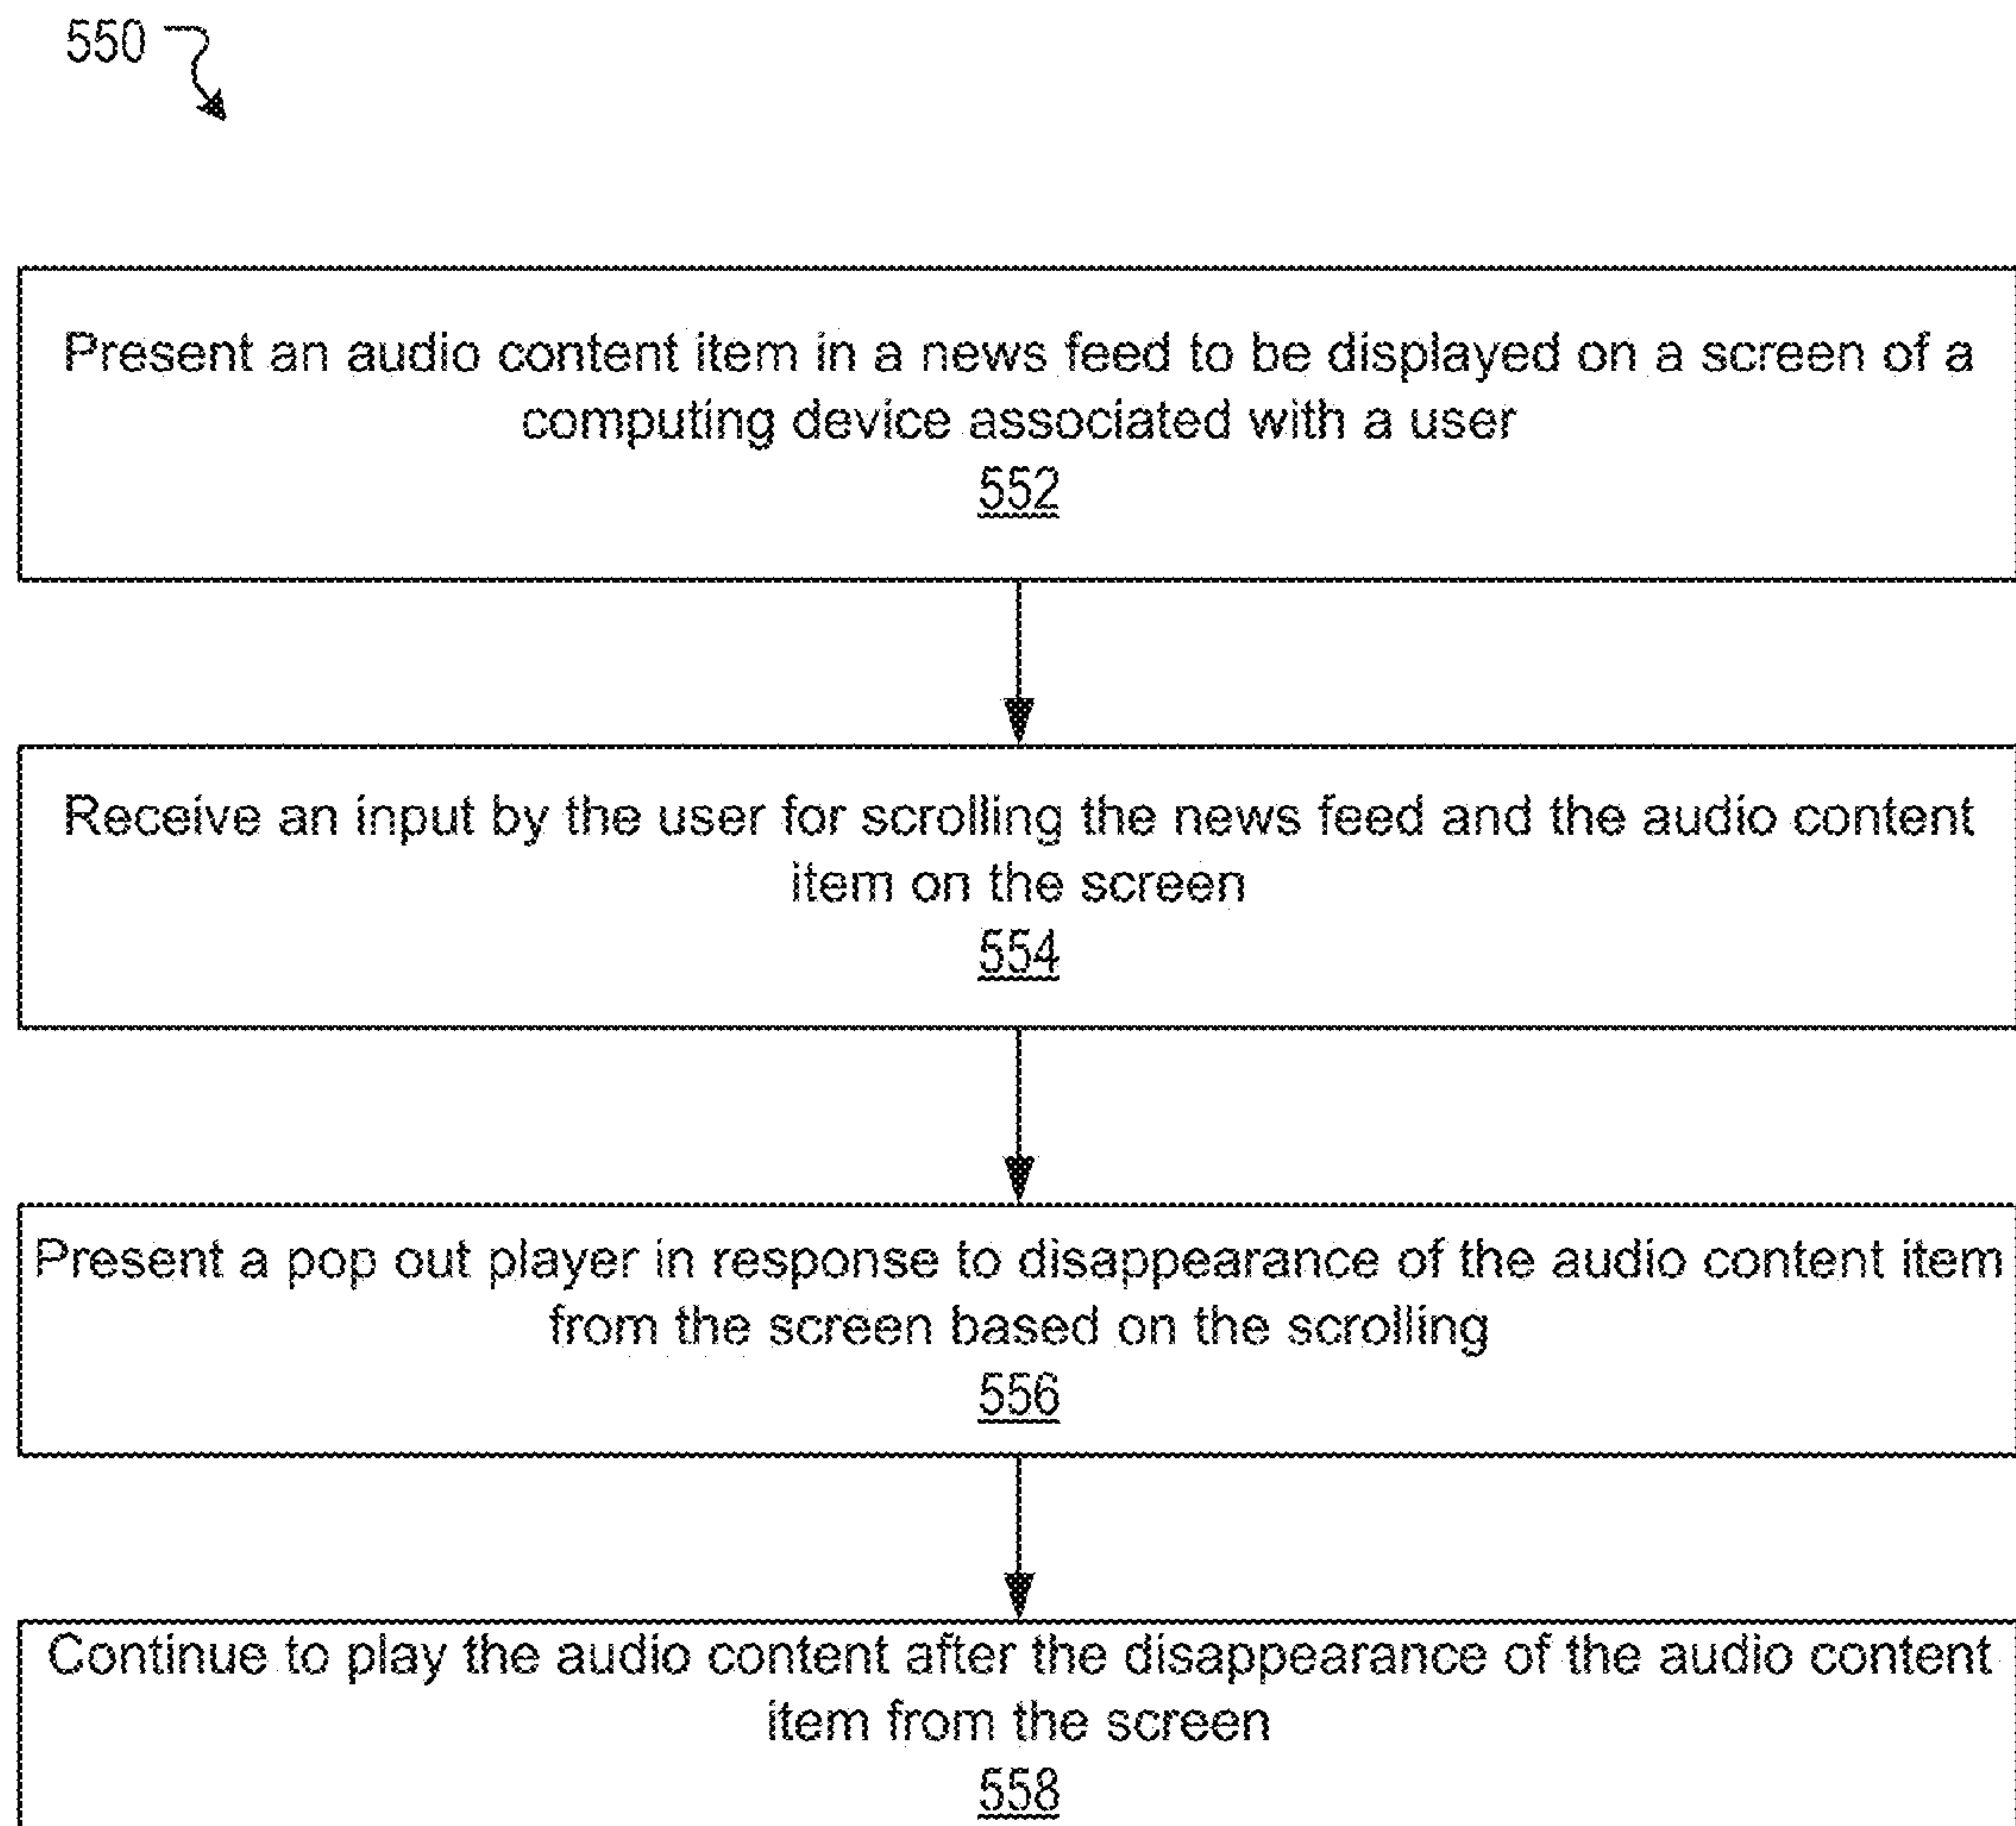 550
Present an audio content item in a news feed to be displayed on a screen of a
computing device associated with a user
552
Receive an input by the user for scrolling the news feed and the audio content
item on the screen
554
Present a pop out player in response to disappearance of the audio content item
from the screen based on the scrolling
556
Continue to play the audio content after the disappearance of the audio content
item from the screen
558